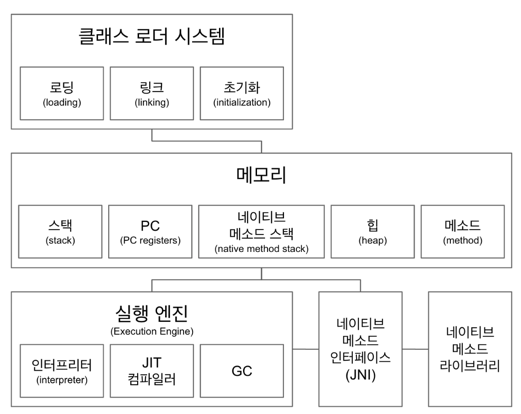 클래스 로더 시스템
로딩
(loading)
링크
(linking)
초기화
(initialization)
메모리
스택
(stack)
PC
(PC registers)
네이티브
메소드 스택
(native method stack)
힙
(heap)
메소드
(method)
실행 엔진
(Execution Engine)
인터프리터
(interpreter)
JIT
컴파일러
GC
네이티브
메소드
인터페이스
(JNI)
네이티브
메소드
라이브러리